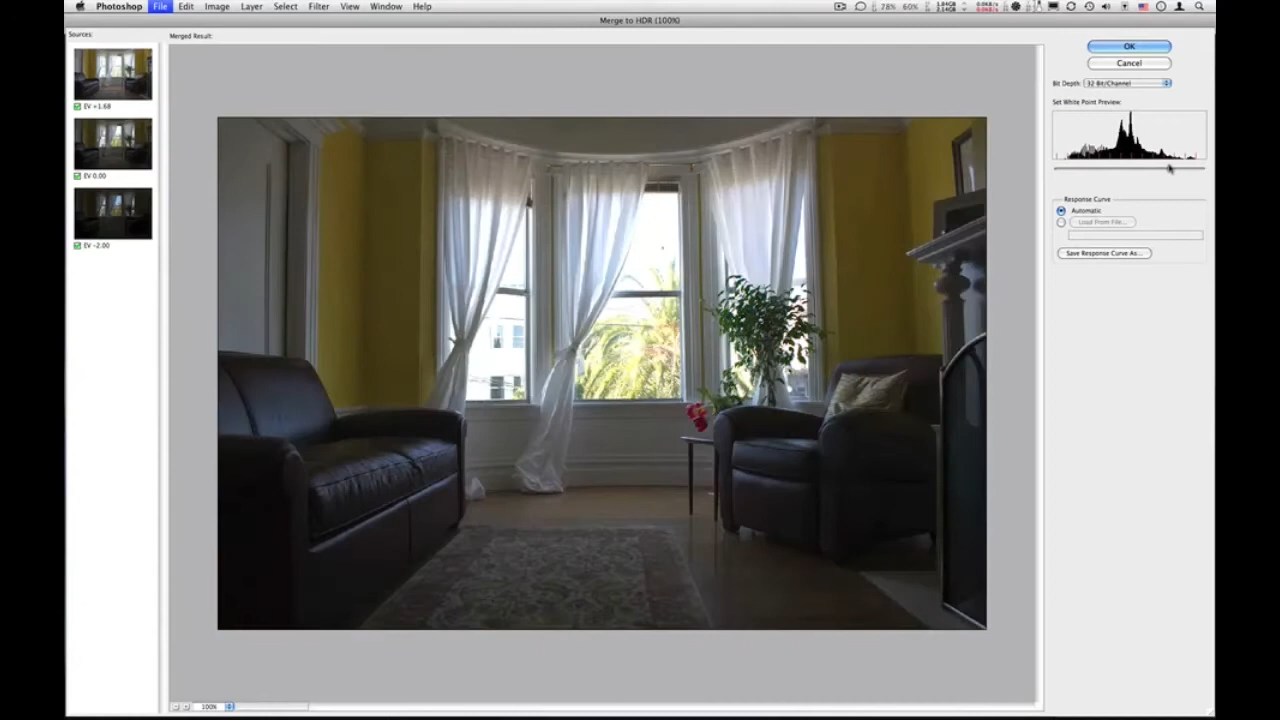 Photoshop File Edit Image Layer Select Filter View Window Help
78% 60%
Merge to HDR (100%)
Sources:
Merged Result:
EV +1.68
EV 0.00
EV -2.00
OK
Cancel
Bit Depth: 32 Bit/Channel
Set White Point Preview:
Response Curve
Automatic
Load From File...
Save Response Curve As...
100%